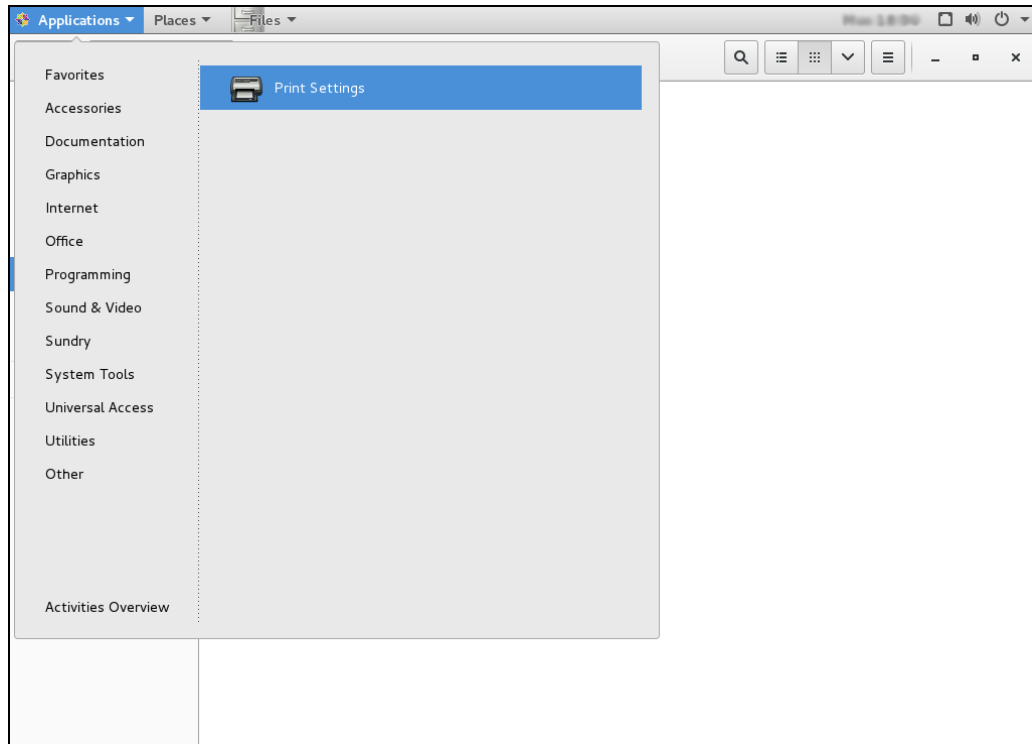 Applications Places Files
Favorites
Print Settings
Accessories
Documentation
Graphics
Internet
Office
Programming
Sound & Video
Sundry
System Tools
Universal Access
Utilities
Other
Activities Overview